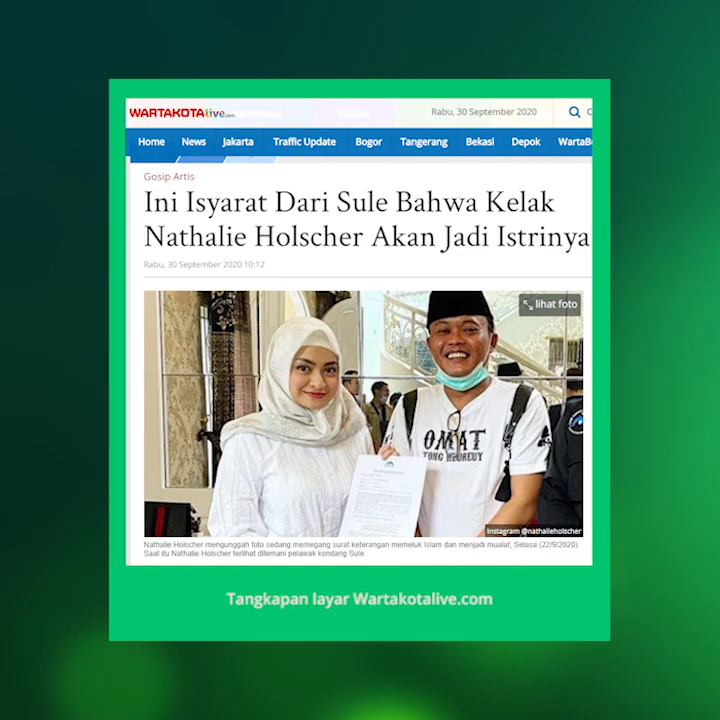 WARTAKOTAlive.com
Rabu, 30 September 2020
Home News Jakarta Traffic Update Bogor Tangerang Bekasi Depok
Gosip Artis
Ini Isyarat Dari Sule Bahwa Kelak
Nathalie Holscher Akan Jadi Istrinya
Rabu, 30 September 2020 10:12
lihat foto
OMAT
TONG HEUREUY
Instagram @nathalieholscher
Nathalie Holscher mengunggah foto sedang memegang surat keterangan memeluk Islam dan menjadi mualaf, Selasa (22/9/2020).
Saat itu Nathalie Holscher terlihat ditemani pelawak kondang Sule.
Tangkapan layar Wartakotalive.com